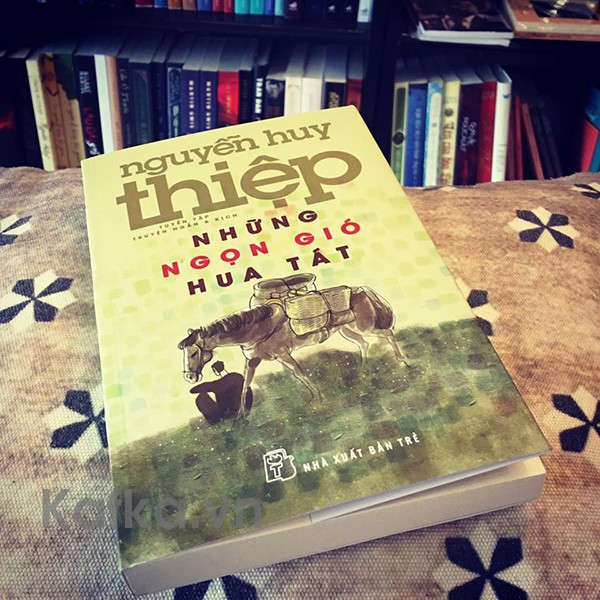 nguyễn huy
thiệp
TUYỂN TẬP
TRUYỆN NGẮN & KỊCH
NHỮNG
NGỌN GIÓ
HUA TÁT
NHÀ XUẤT BẢN TRẺ
Kafka.vn